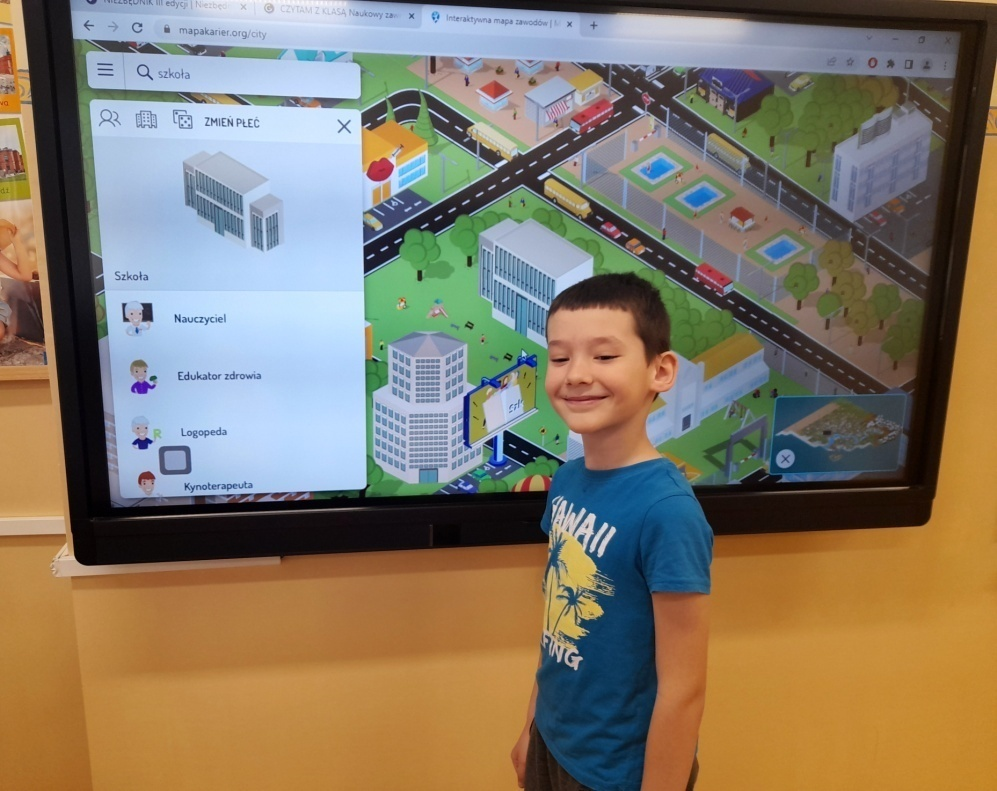 NIEZBĘDNIK III edycji | Niezbędn
CZYTAM Z KLASĄ Naukowy zaw
Interaktywna mapa zawodów |
mapakarier.org/city
szkoła
ZMIEŃ PŁEĆ
Szkoła
Nauczyciel
Edukator zdrowia
Logopeda
R
Kynoterapeuta
HAWAII